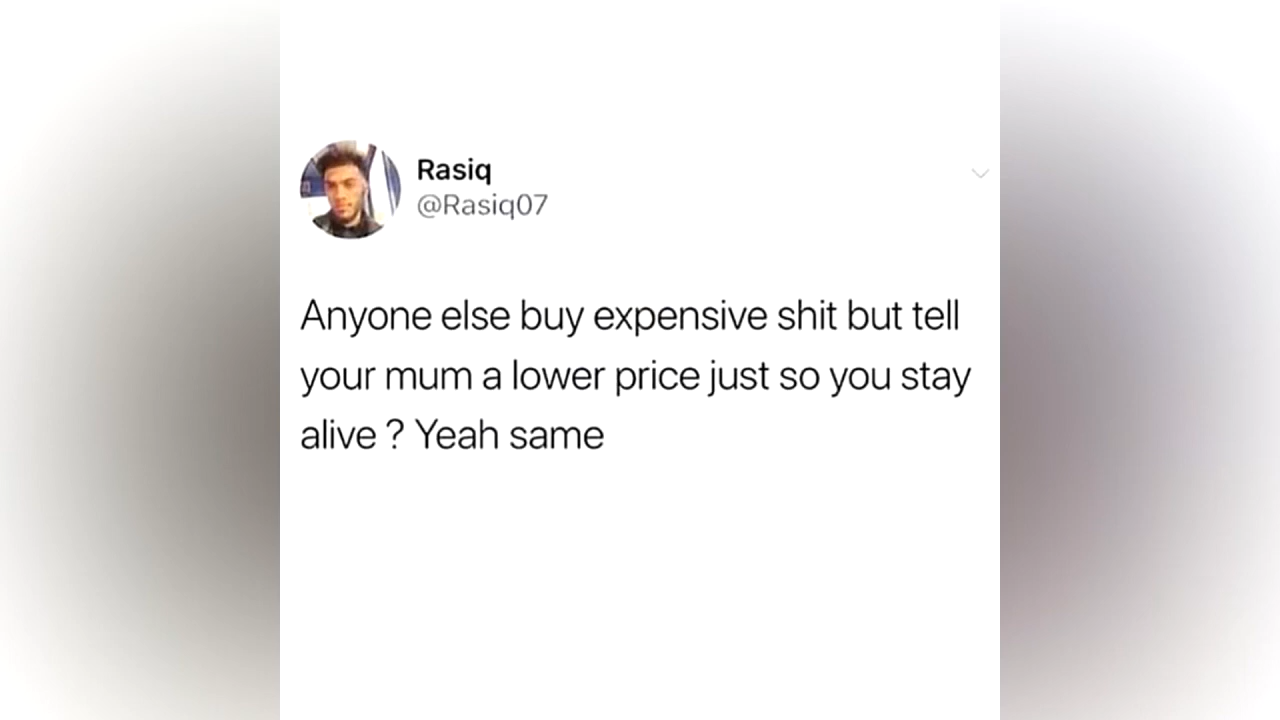 Rasiq
@Rasiq07
Anyone else buy expensive shit but tell
your mum a lower price just so you stay
alive ? Yeah same